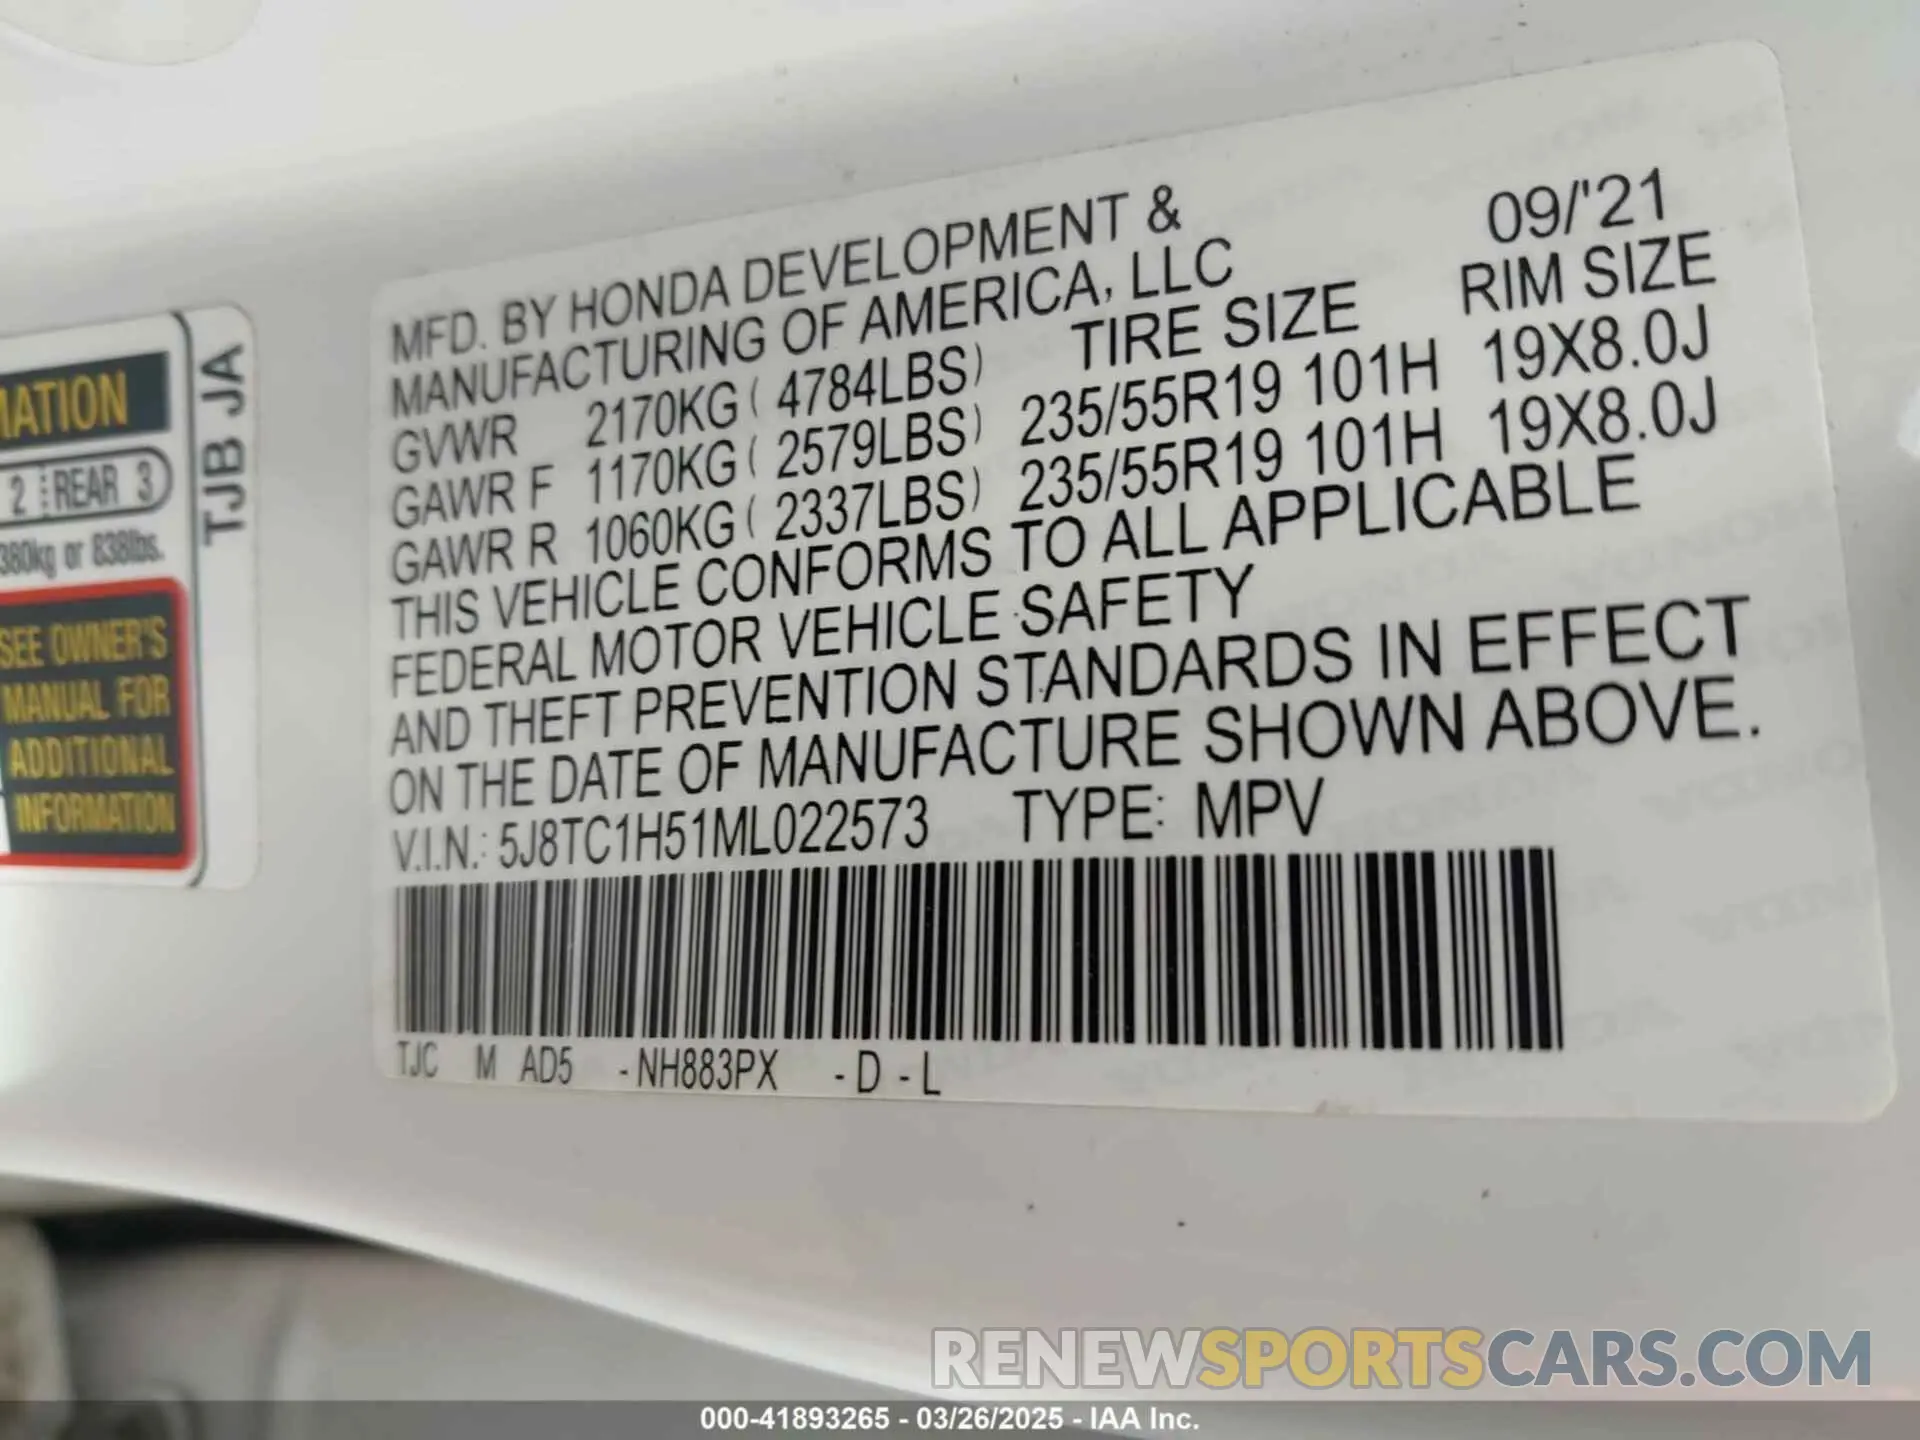 MATION
2 REAR 3
380kg or 838lbs.
SEE OWNER'S
MANUAL FOR
ADDITIONAL
INFORMATION
TJB JA
09/'21
MFD. BY HONDA DEVELOPMENT &
MANUFACTURING OF AMERICA, LLC
TIRE SIZE RIM SIZE
GVWR 2170KG ( 4784LBS)
GAWR F 1170KG ( 2579LBS) 235/55R19 101H 19X8.0J
GAWR R 1060KG ( 2337LBS) 235/55R19 101H 19X8.0J
THIS VEHICLE CONFORMS TO ALL APPLICABLE
FEDERAL MOTOR VEHICLE SAFETY
AND THEFT PREVENTION STANDARDS IN EFFECT
ON THE DATE OF MANUFACTURE SHOWN ABOVE.
V.I.N.: 5J8TC1H51ML022573 TYPE: MPV
TJC M AD5 -NH883PX -D-L
RENEWSPORTSCARS.COM
000-41893265 - 03/26/2025 - IAA Inc.